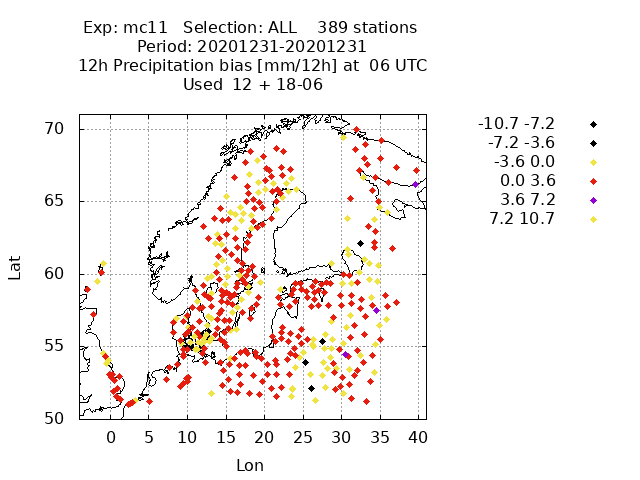 Exp: mc11 Selection: ALL 389 stations
Period: 20201231-20201231
12h Precipitation bias [mm/12h] at 06 UTC
Used 12 + 18-06
-10.7 -7.2
-7.2 -3.6
-3.6 0.0
0.0 3.6
3.6 7.2
7.2 10.7
70
65
60
55
50
Lat
0 5 10 15 20 25 30 35 40
Lon